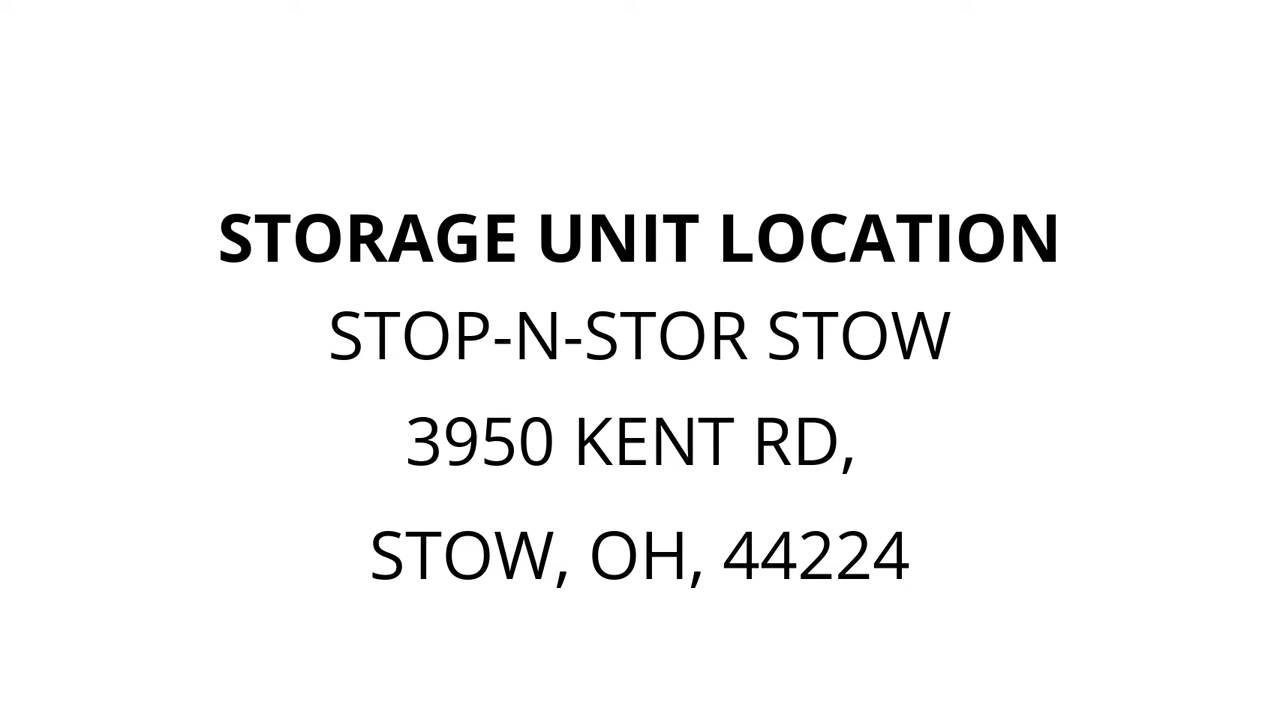 STORAGE UNIT LOCATION
STOP-N-STOR STOW
3950 KENT RD,
STOW, OH, 44224